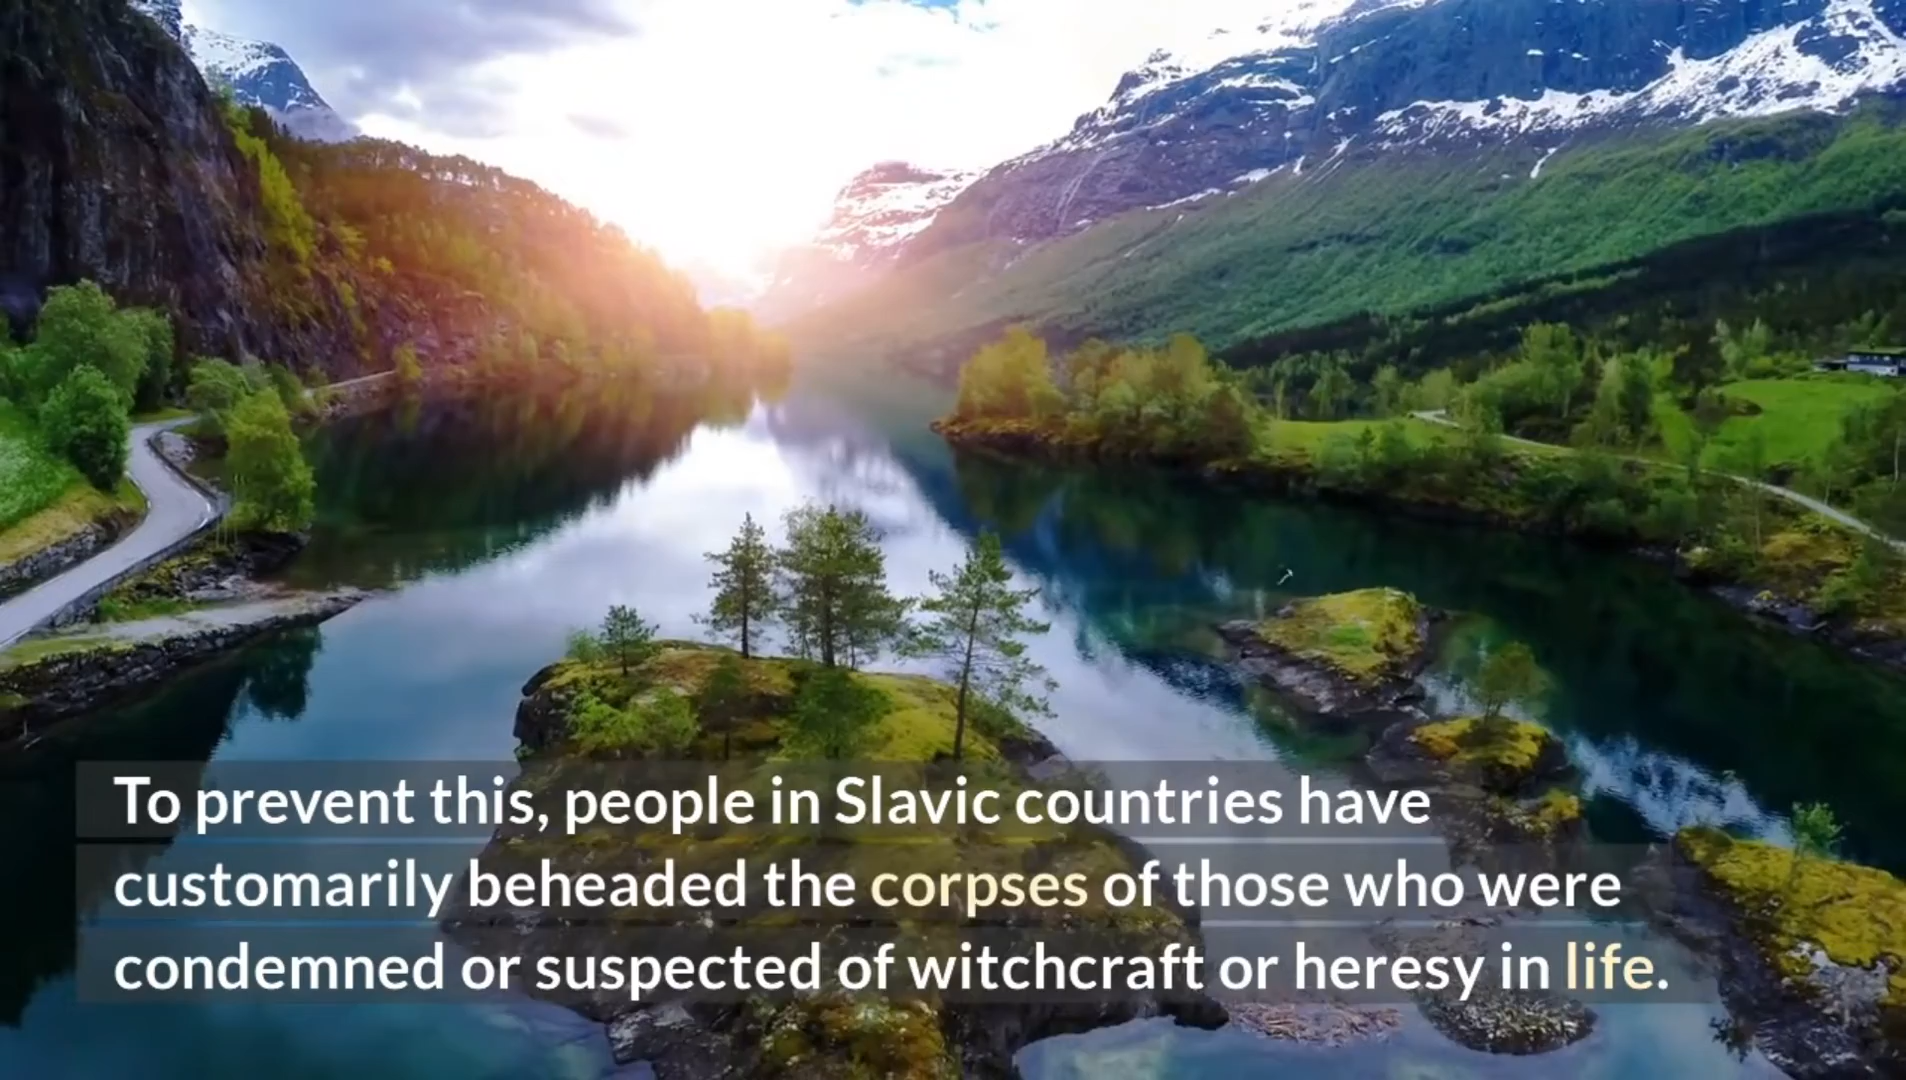 To prevent this, people in Slavic countries have
customarily beheaded the corpses of those who were
condemned or suspected of witchcraft or heresy in life.